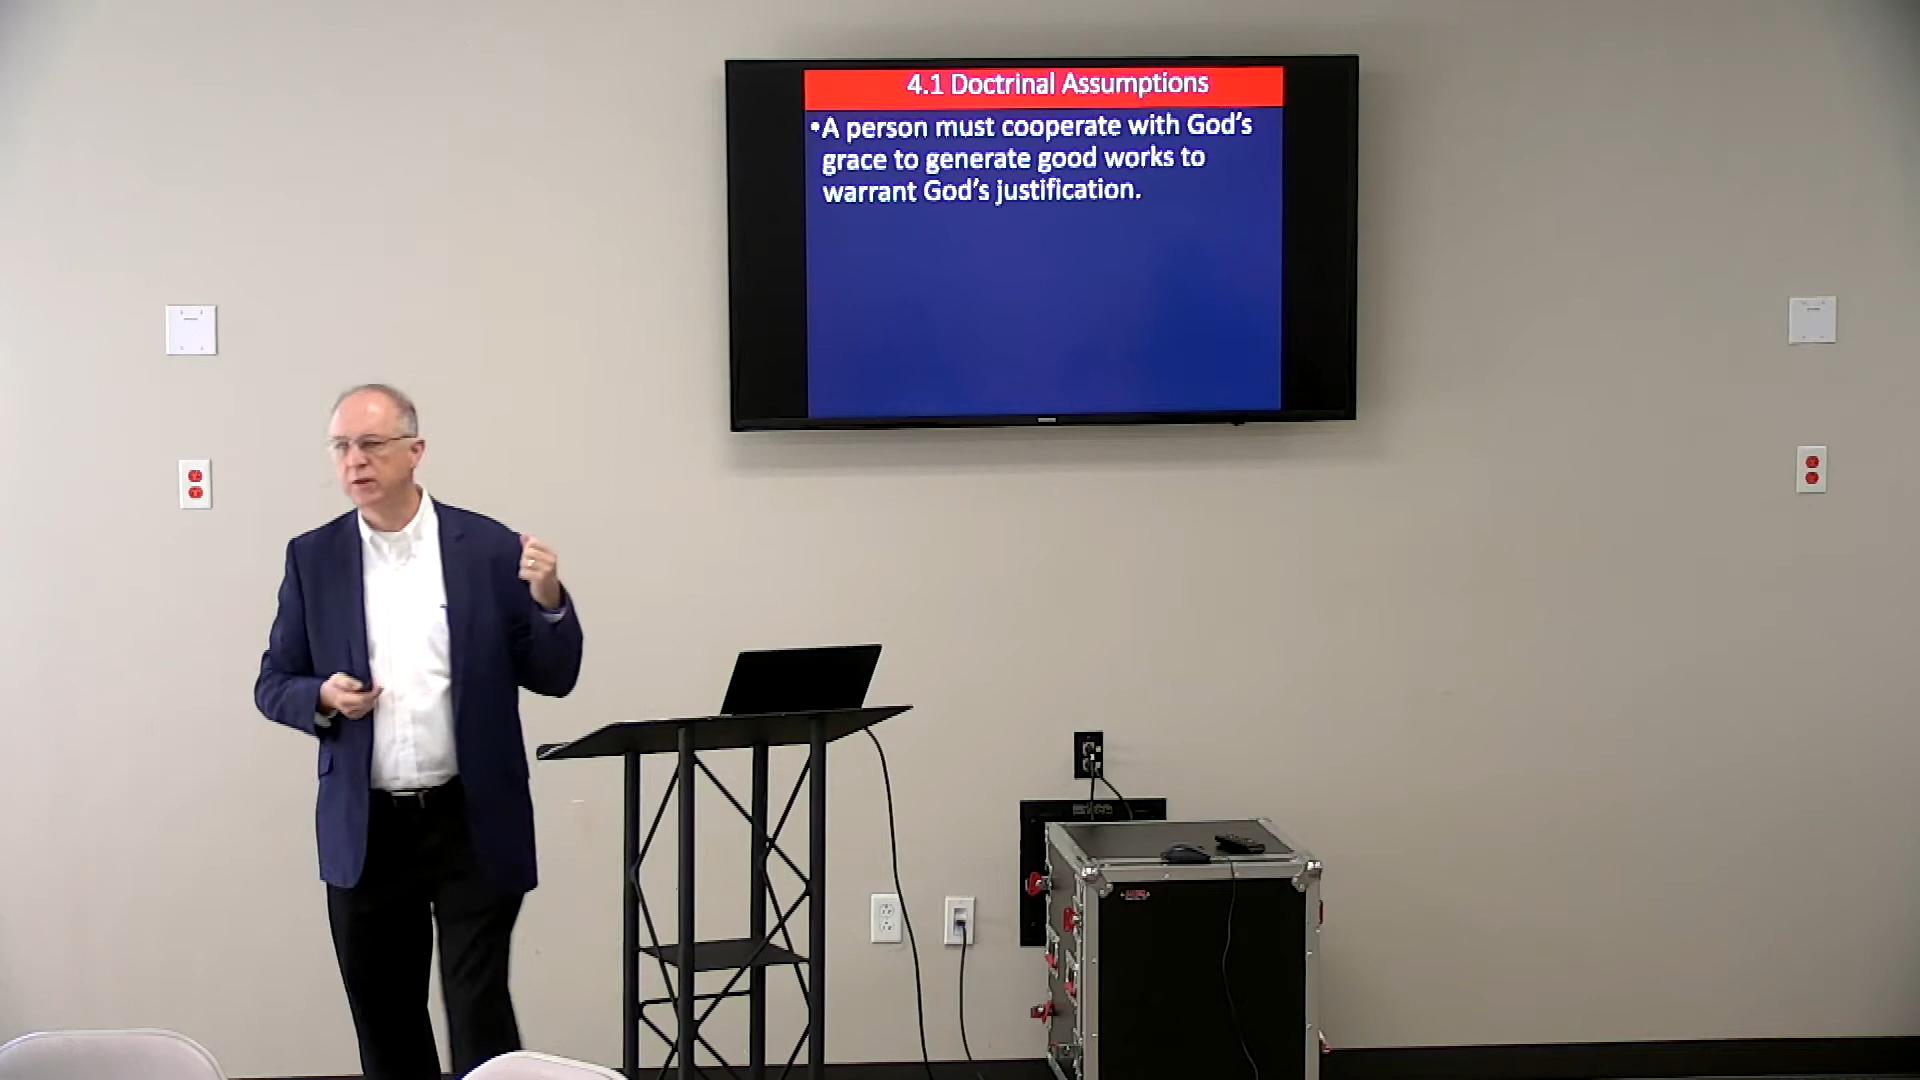 4.1 Doctrinal Assumptions
•A person must cooperate with God's
grace to generate good works to
warrant God's justification.